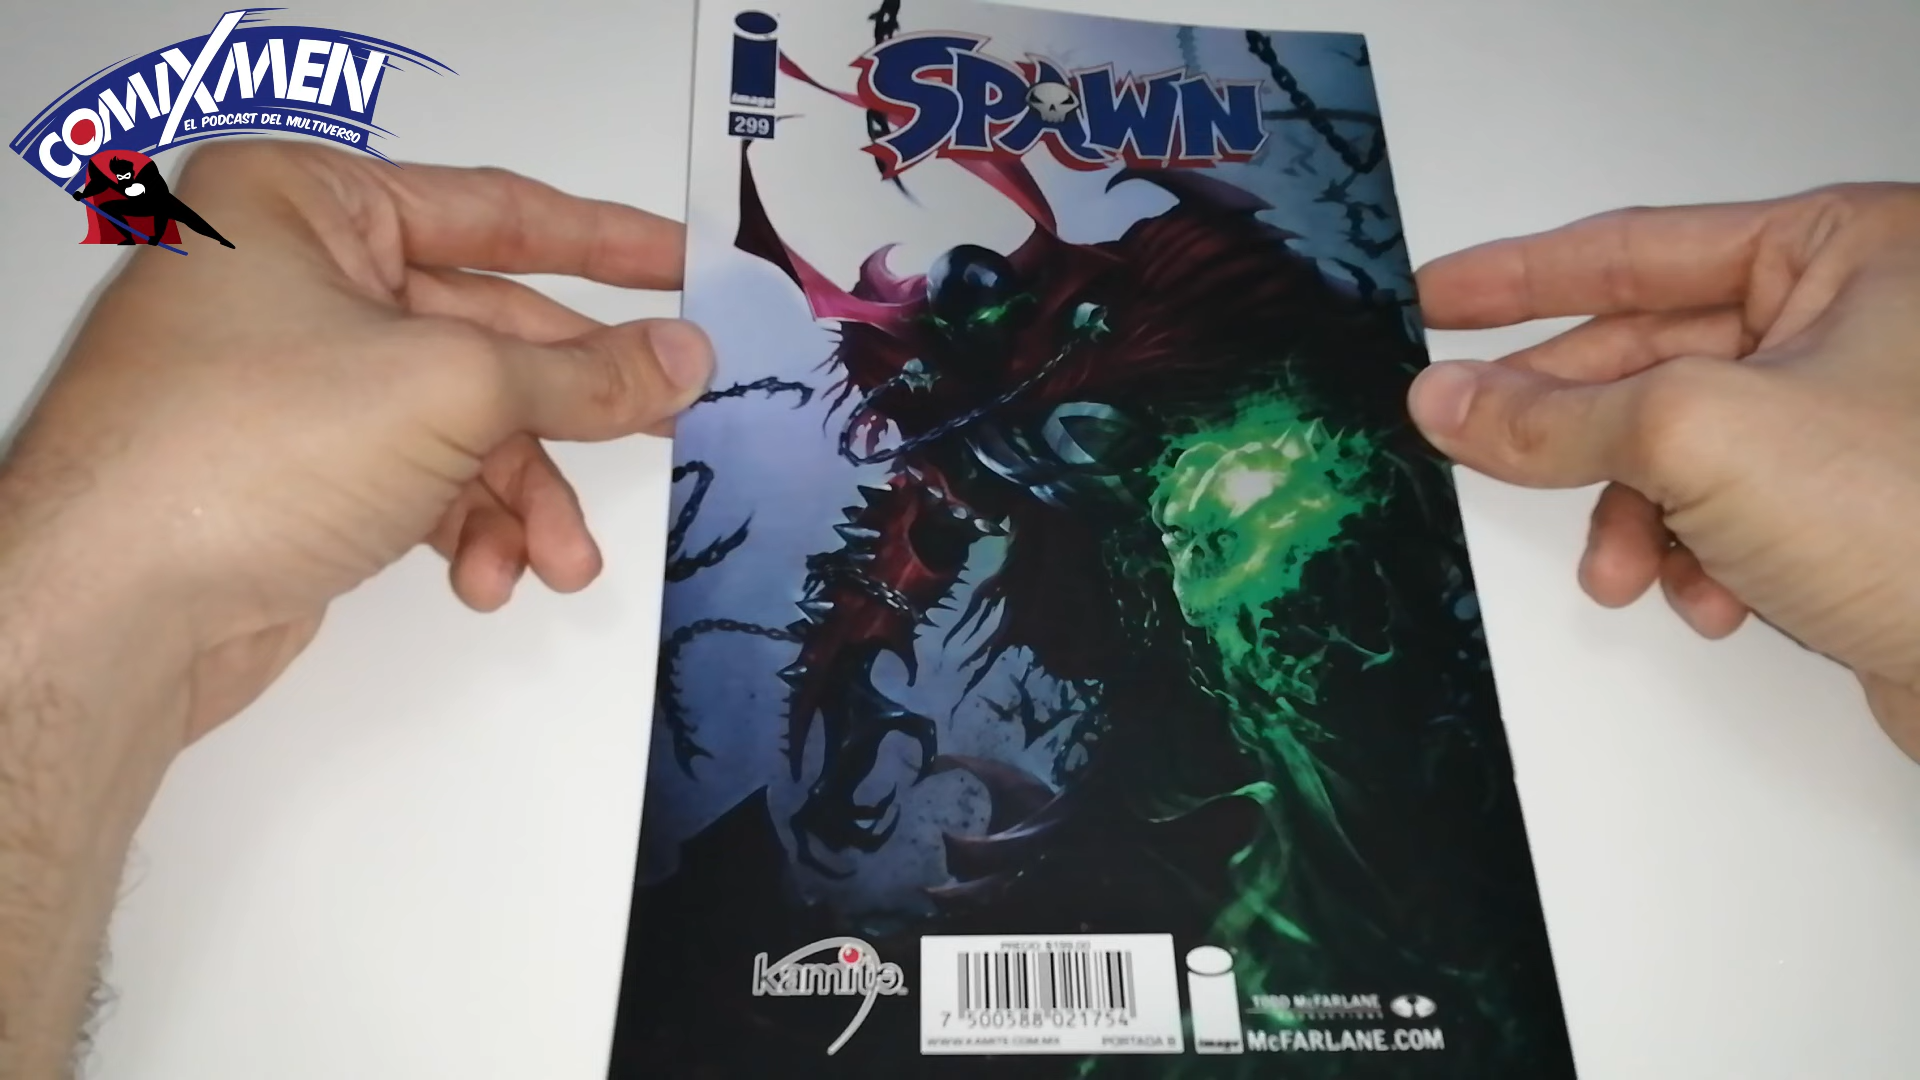 COMIXMEN
EL PODCAST DEL MULTIVERSO
image
299
SPAWN
kamite
PRECIO: $199.00
7 500588 021754
WWW.KAMITE.COM.MX PORTADA B
image
TODD McFARLANE
PRODUCTIONS
McFARLANE.COM